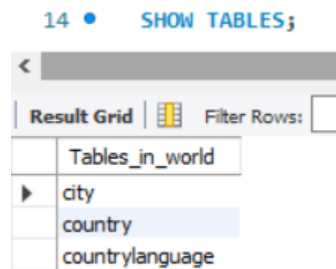 14 SHOW TABLES;
Result Grid Filter Rows:
Tables_in_world
city
country
countrylanguage